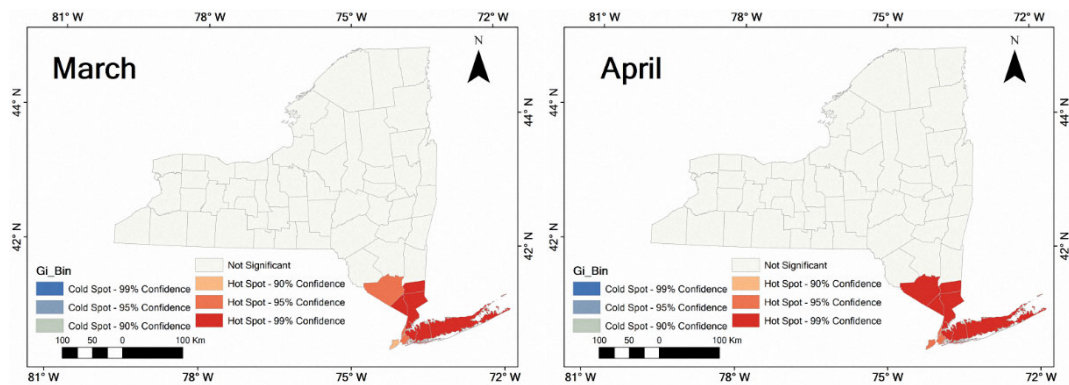 81° W 78° W 75° W 72° W
March
N
44° N
44° N
42° N
42° N
Gi_Bin
Cold Spot - 99% Confidence
Cold Spot - 95% Confidence
Cold Spot - 90% Confidence
Not Significant
Hot Spot - 90% Confidence
Hot Spot - 95% Confidence
Hot Spot - 99% Confidence
100 50 0 100 Km
78° W 75° W 72° W
81° W 78° W 75° W 72° W
April
N
44° N
44° N
42° N
42° N
Gi_Bin
Cold Spot - 99% Confidence
Cold Spot - 95% Confidence
Cold Spot - 90% Confidence
Not Significant
Hot Spot - 90% Confidence
Hot Spot - 95% Confidence
Hot Spot - 99% Confidence
100 50 0 100 Km
78° W 75° W 72° W